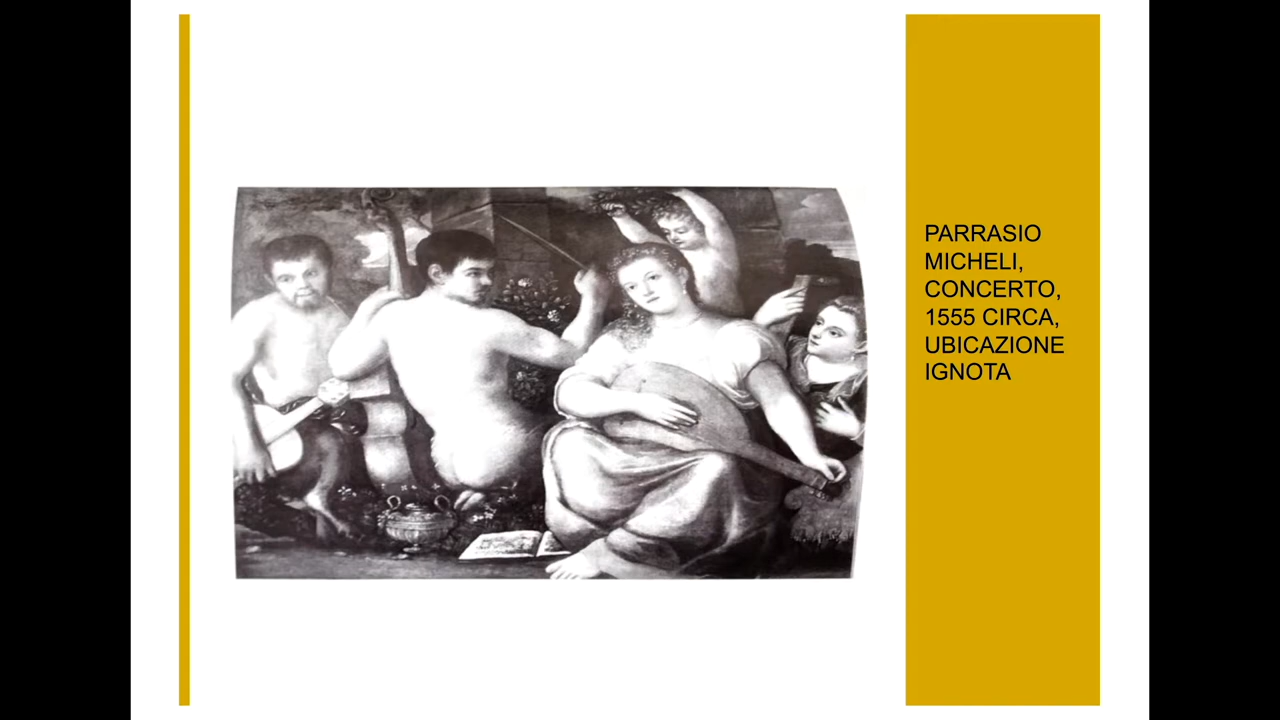 PARRASIO
MICHELI,
CONCERTO,
1555 CIRCA,
UBICAZIONE
IGNOTA